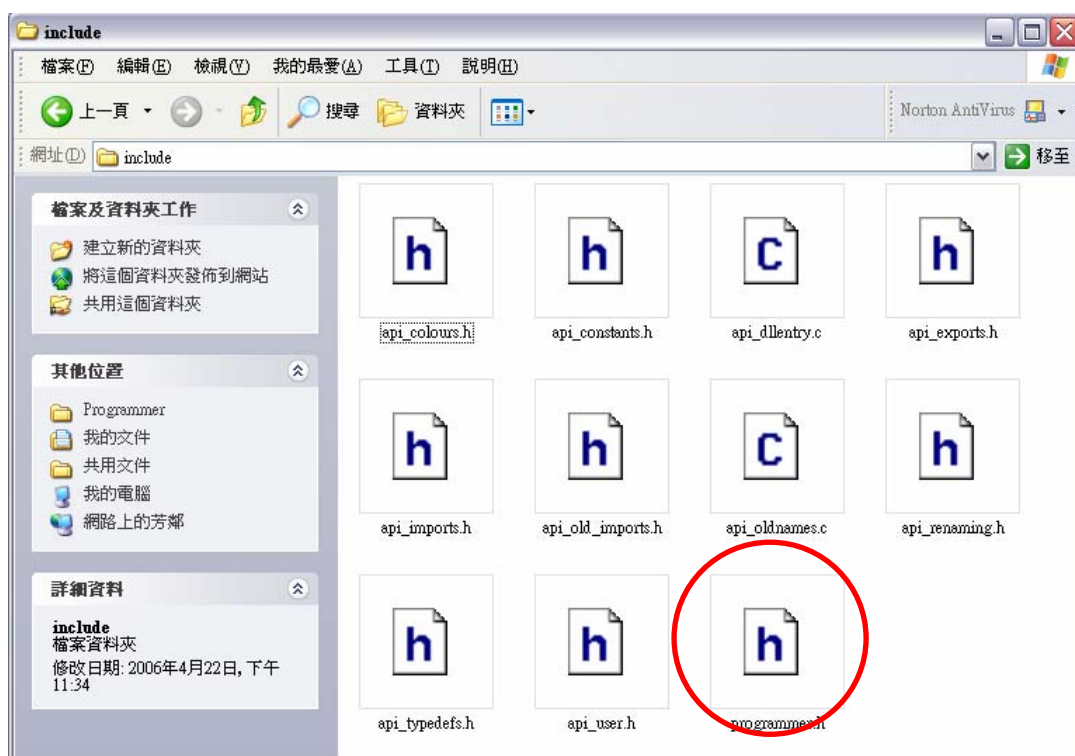 include
檔案(F) 編輯(E) 檢視(V) 我的最愛(A) 工具(T) 說明(H)
上一頁 搜尋 資料夾 Norton AntiVirus
網址(D) include 移至
檔案及資料夾工作
建立新的資料夾
將這個資料夾發佈到網站
共用這個資料夾
其他位置
Programmer
我的文件
共用文件
我的電腦
網路上的芳鄰
詳細資料
include
檔案資料夾
修改日期: 2006年4月22日, 下午
11:34
h h C h
api_colours.h api_constants.h api_dllentry.c api_exports.h
h h C h
api_imports.h api_old_imports.h api_oldnames.c api_renaming.h
h h h
api_typedefs.h api_user.h programmer.h